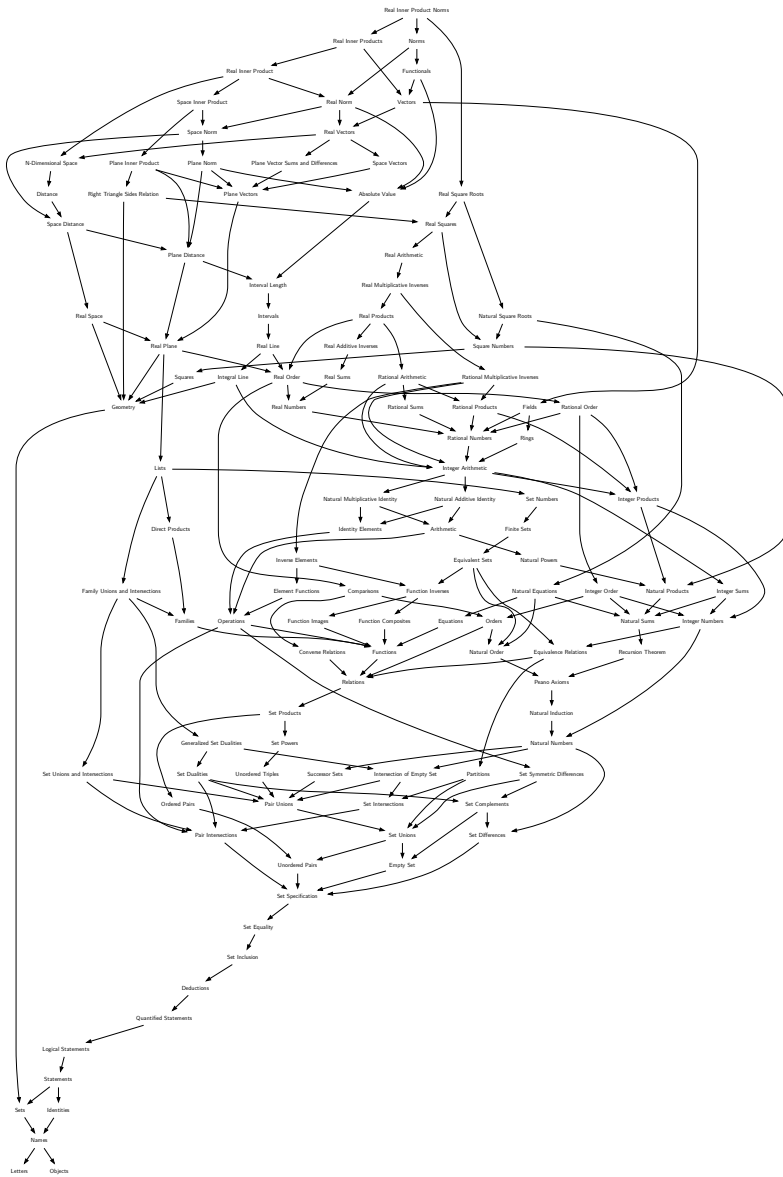 Real Inner Product Norms
Real Inner Products Norms
Real Inner Product Functionals
Space Inner Product Real Norm Vectors
Space Norm Real Vectors
N-Dimensional Space Plane Inner Product Plane Norm Plane Vector Sums and Differences Space Vectors
Distance Right Triangle Sides Relation Plane Vectors Absolute Value Real Square Roots
Space Distance Real Squares
Plane Distance Real Arithmetic
Interval Length Real Multiplicative Inverses
Real Space Intervals Real Products Natural Square Roots
Real Plane Real Line Real Additive Inverses Square Numbers
Squares Integral Line Real Order Real Sums Rational Arithmetic Rational Multiplicative Inverses
Geometry Real Numbers Rational Sums Rational Products Fields Rational Order
Rational Numbers Rings
Lists Integer Arithmetic
Natural Multiplicative Identity Natural Additive Identity Set Numbers Integer Products
Direct Products Identity Elements Arithmetic Finite Sets
Inverse Elements Equivalent Sets Natural Powers
Family Unions and Intersections Element Functions Comparisons Function Inverses Natural Equations Integer Order Natural Products Integer Sums
Families Operations Function Images Function Composites Equations Orders Natural Sums Integer Numbers
Converse Relations Functions Natural Order Equivalence Relations Recursion Theorem
Relations Peano Axioms
Set Products Natural Induction
Generalized Set Dualities Set Powers Natural Numbers
Set Unions and Intersections Set Dualities Unordered Triples Successor Sets Intersection of Empty Set Partitions Set Symmetric Differences
Ordered Pairs Pair Unions Set Intersections Set Complements
Pair Intersections Set Unions Set Differences
Unordered Pairs Empty Set
Set Specification
Set Equality
Set Inclusion
Deductions
Quantified Statements
Logical Statements
Statements
Sets Identities
Names
Letters Objects